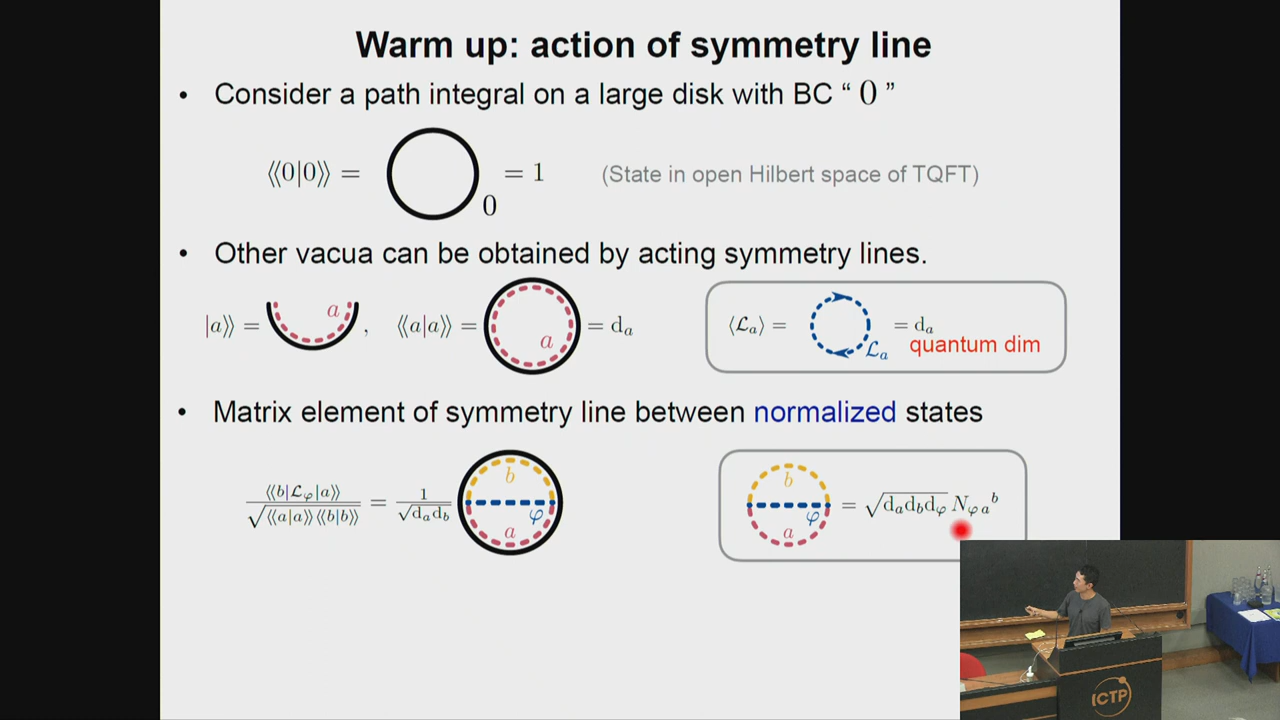 Warm up: action of symmetry line
• Consider a path integral on a large disk with BC “ 0 ”
⟨⟨0|0⟩⟩ = 0 = 1 (State in open Hilbert space of TQFT)
• Other vacua can be obtained by acting symmetry lines.
|a⟩⟩ = a , ⟨⟨a|a⟩⟩ = a = d_a
⟨ℒ_a⟩ = ℒ_a = d_a
quantum dim
• Matrix element of symmetry line between normalized states
⟨⟨b|ℒ_φ|a⟩⟩ / √(⟨⟨a|a⟩⟩ ⟨⟨b|b⟩⟩) = 1/√(d_a d_b) b φ a
b φ a = √(d_a d_b d_φ) N_{φ a}^b
ICTP